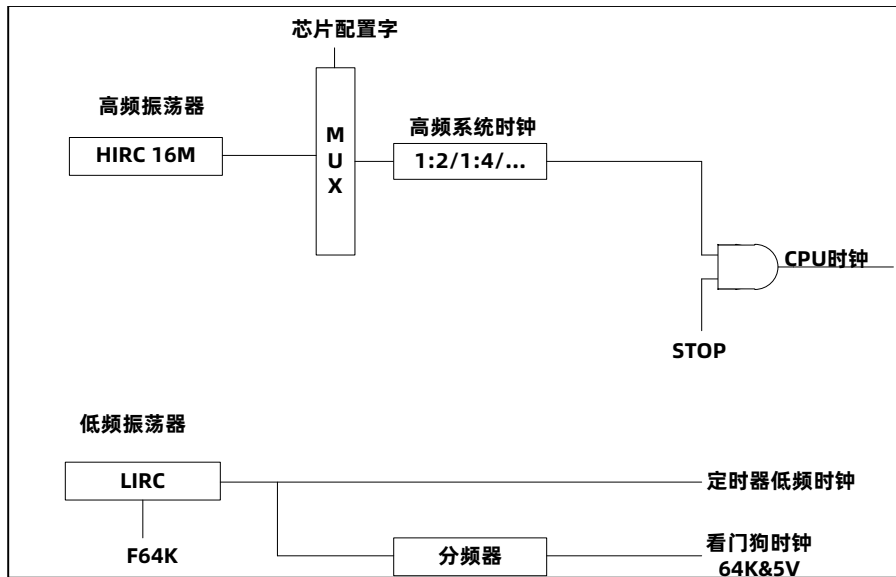 芯片配置字
高频振荡器
HIRC 16M
M
U
X
高频系统时钟
1:2/1:4/...
CPU时钟
STOP
低频振荡器
LIRC
F64K
定时器低频时钟
分频器
看门狗时钟
64K&5V